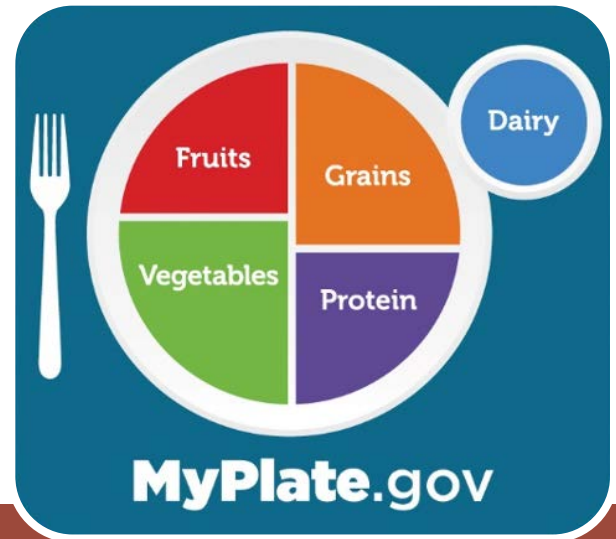 Fruits
Grains
Dairy
Vegetables
Protein
MyPlate.gov